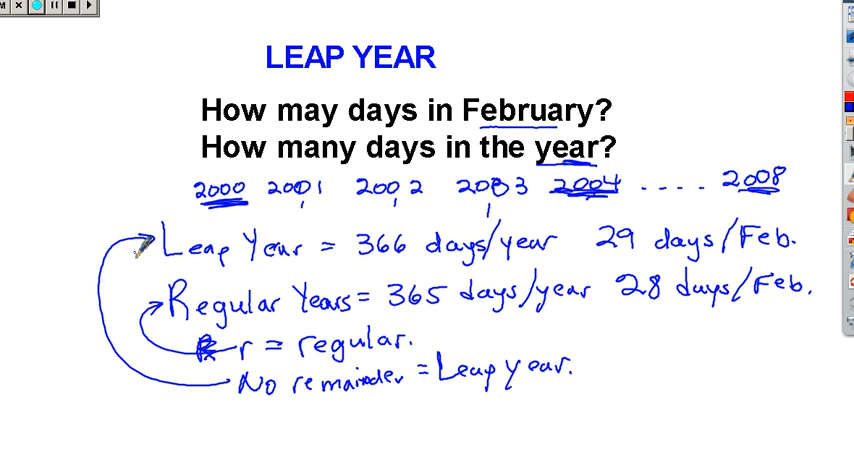 LEAP YEAR
How may days in February?
How many days in the year?
2000 2001 2002 2003 2004 .... 2008
Leap Year = 366 days/year 29 days/Feb.
Regular Years = 365 days/year 28 days/Feb.
r = regular.
No remainder = Leap year.